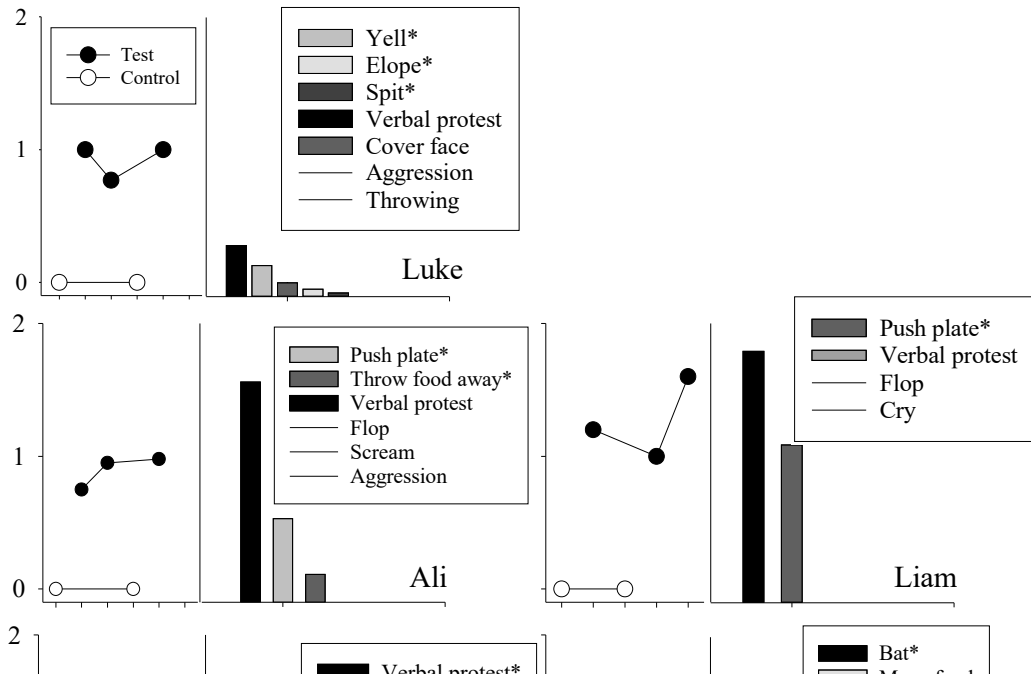 2
1
0
Test
Control
Yell*
Elope*
Spit*
Verbal protest
Cover face
Aggression
Throwing
Luke
2
1
0
Push plate*
Throw food away*
Verbal protest
Flop
Scream
Aggression
Ali
Push plate*
Verbal protest
Flop
Cry
Liam
2
Verbal protest*
Bat*